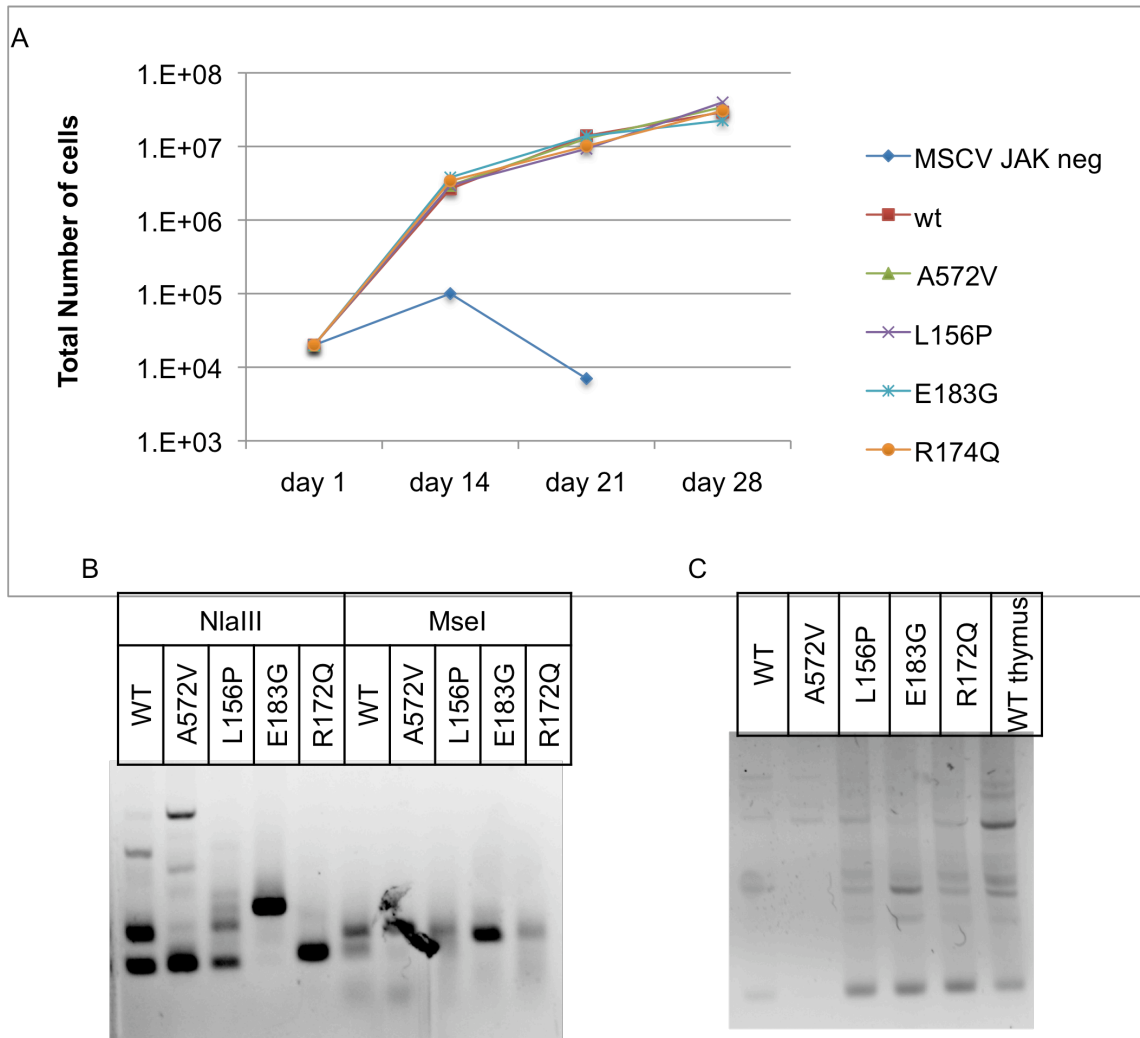 A
Total Number of cells
1.E+08
1.E+07
1.E+06
1.E+05
1.E+04
1.E+03
day 1 day 14 day 21 day 28
MSCV JAK neg
wt
A572V
L156P
E183G
R174Q
B
NlaIII MseI
WT A572V L156P E183G R172Q WT A572V L156P E183G R172Q
C
WT A572V L156P E183G R172Q WT thymus